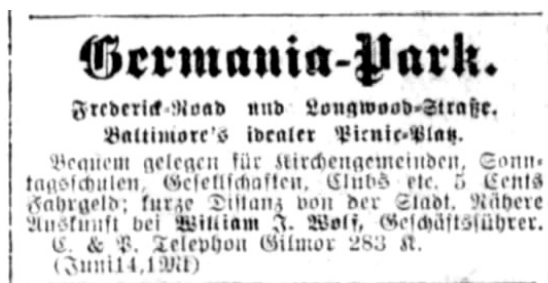 Germania-Park.
Frederick-Road und Longwood-Straße.
Baltimore's idealer Picnic-Platz.
Bequem gelegen für Kirchengemeinden, Sonn-
tagsschulen, Gesellschaften, Clubs etc. 5 Cents
Fahrgeld; kurze Distanz von der Stadt. Nähere
Auskunft bei William J. Wolf, Geschäftsführer.
C. & P. Telephon Gilmor 283 K.
(Juni14,1Mt)